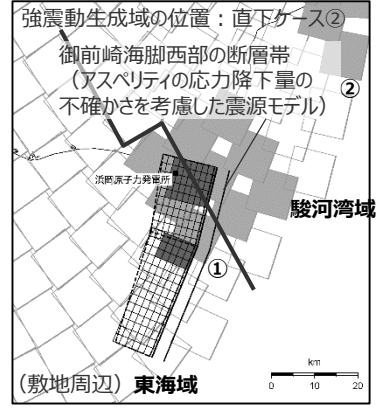 強震動生成域の位置：直下ケース②
御前崎海脚西部の断層帯
（アスペリティの応力降下量の
不確かさを考慮した震源モデル）
②
浜岡原子力発電所
駿河湾域
①
km
0 10 20
（敷地周辺）東海域